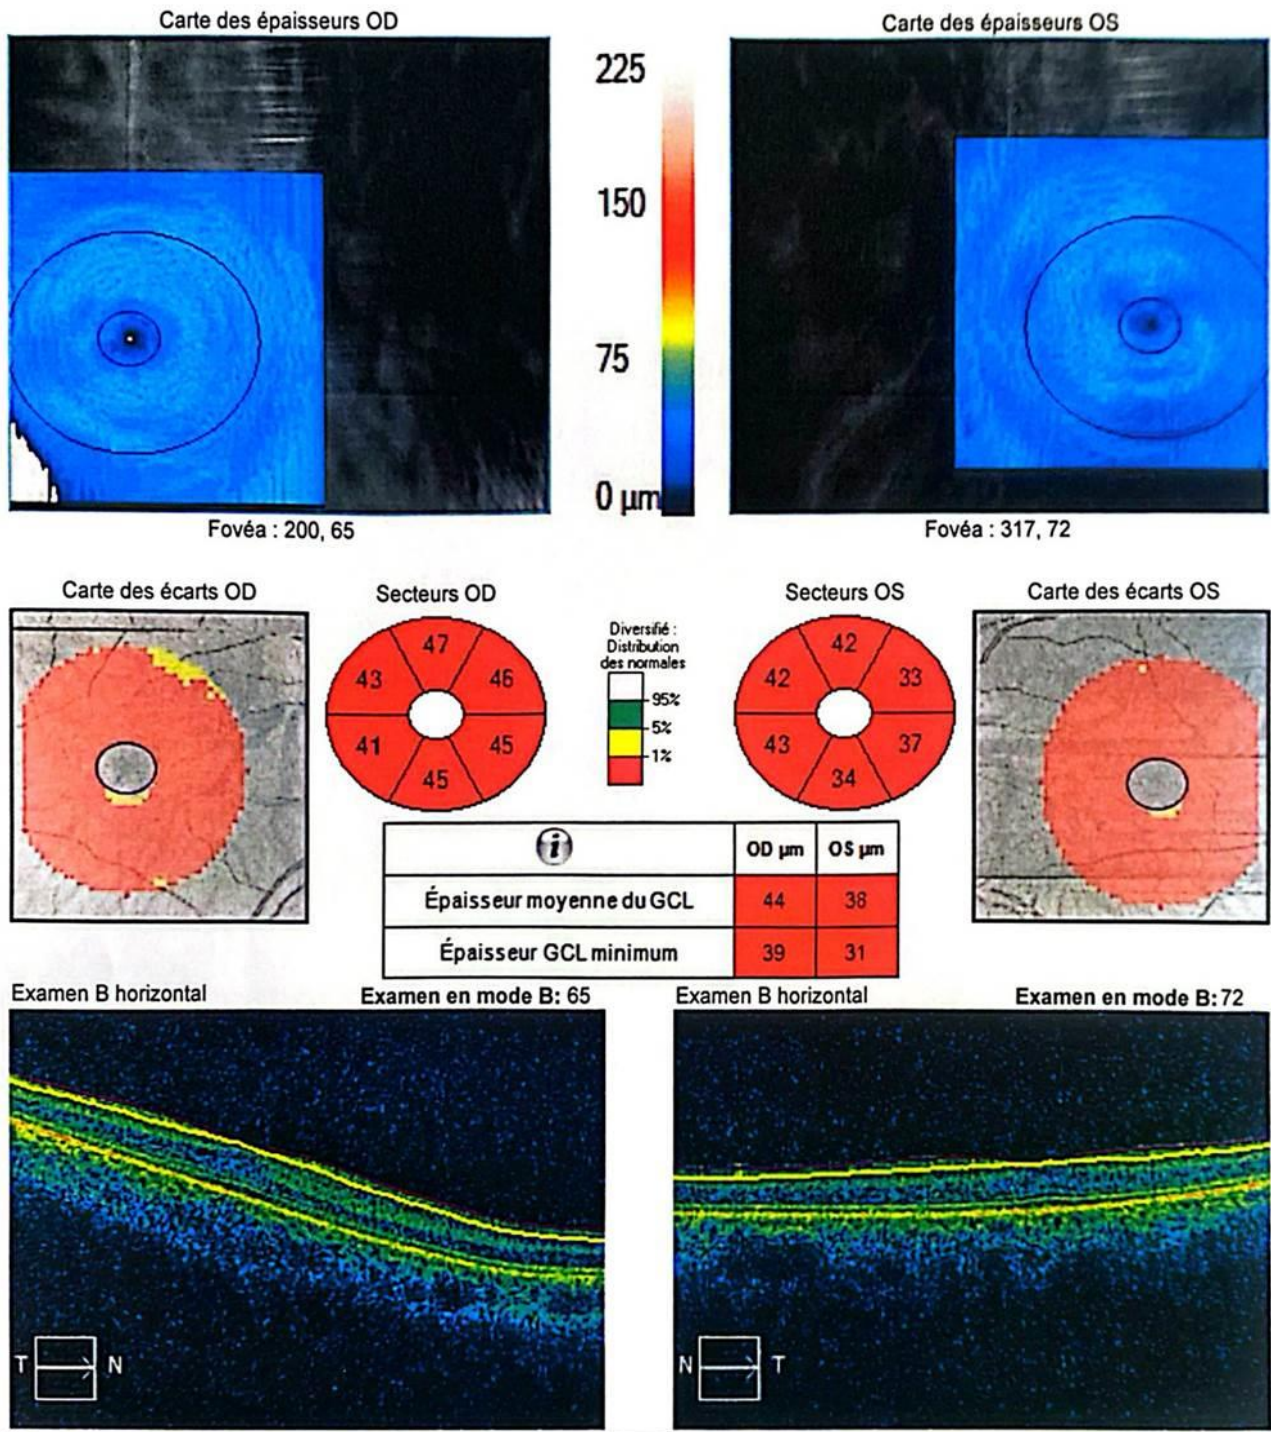 Carte des épaisseurs OD
Carte des épaisseurs OS
225
150
75
0 µm
Fovéa : 200, 65
Fovéa : 317, 72
Carte des écarts OD
Secteurs OD
Secteurs OS
Carte des écarts OS
47
43
46
41
45
45
Diversifié :
Distribution
des normales
95%
5%
1%
42
42
33
43
37
34
i
OD µm
OS µm
Épaisseur moyenne du GCL
44
38
Épaisseur GCL minimum
39
31
Examen B horizontal
Examen en mode B: 65
Examen B horizontal
Examen en mode B: 72
T
N
N
T